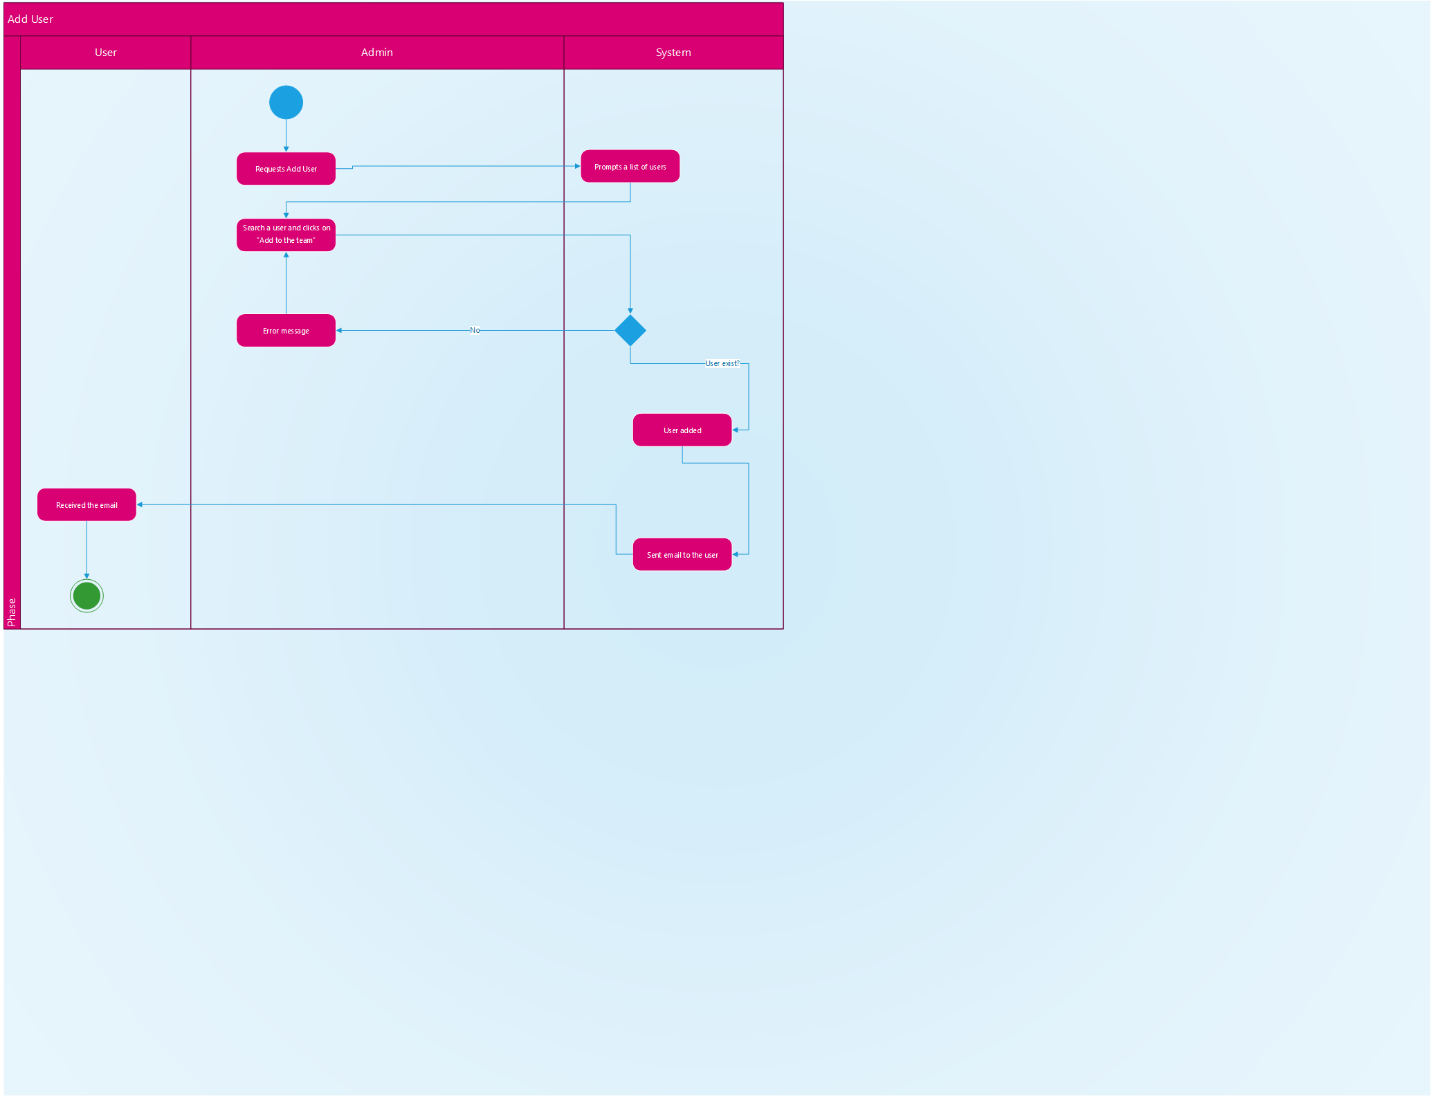 Add User
User
Admin
System
Requests Add User
Prompts a list of users
Search a user and clicks on
"Add to the team"
Error message
No
User exist?
User added
Received the email
Sent email to the user
Phase